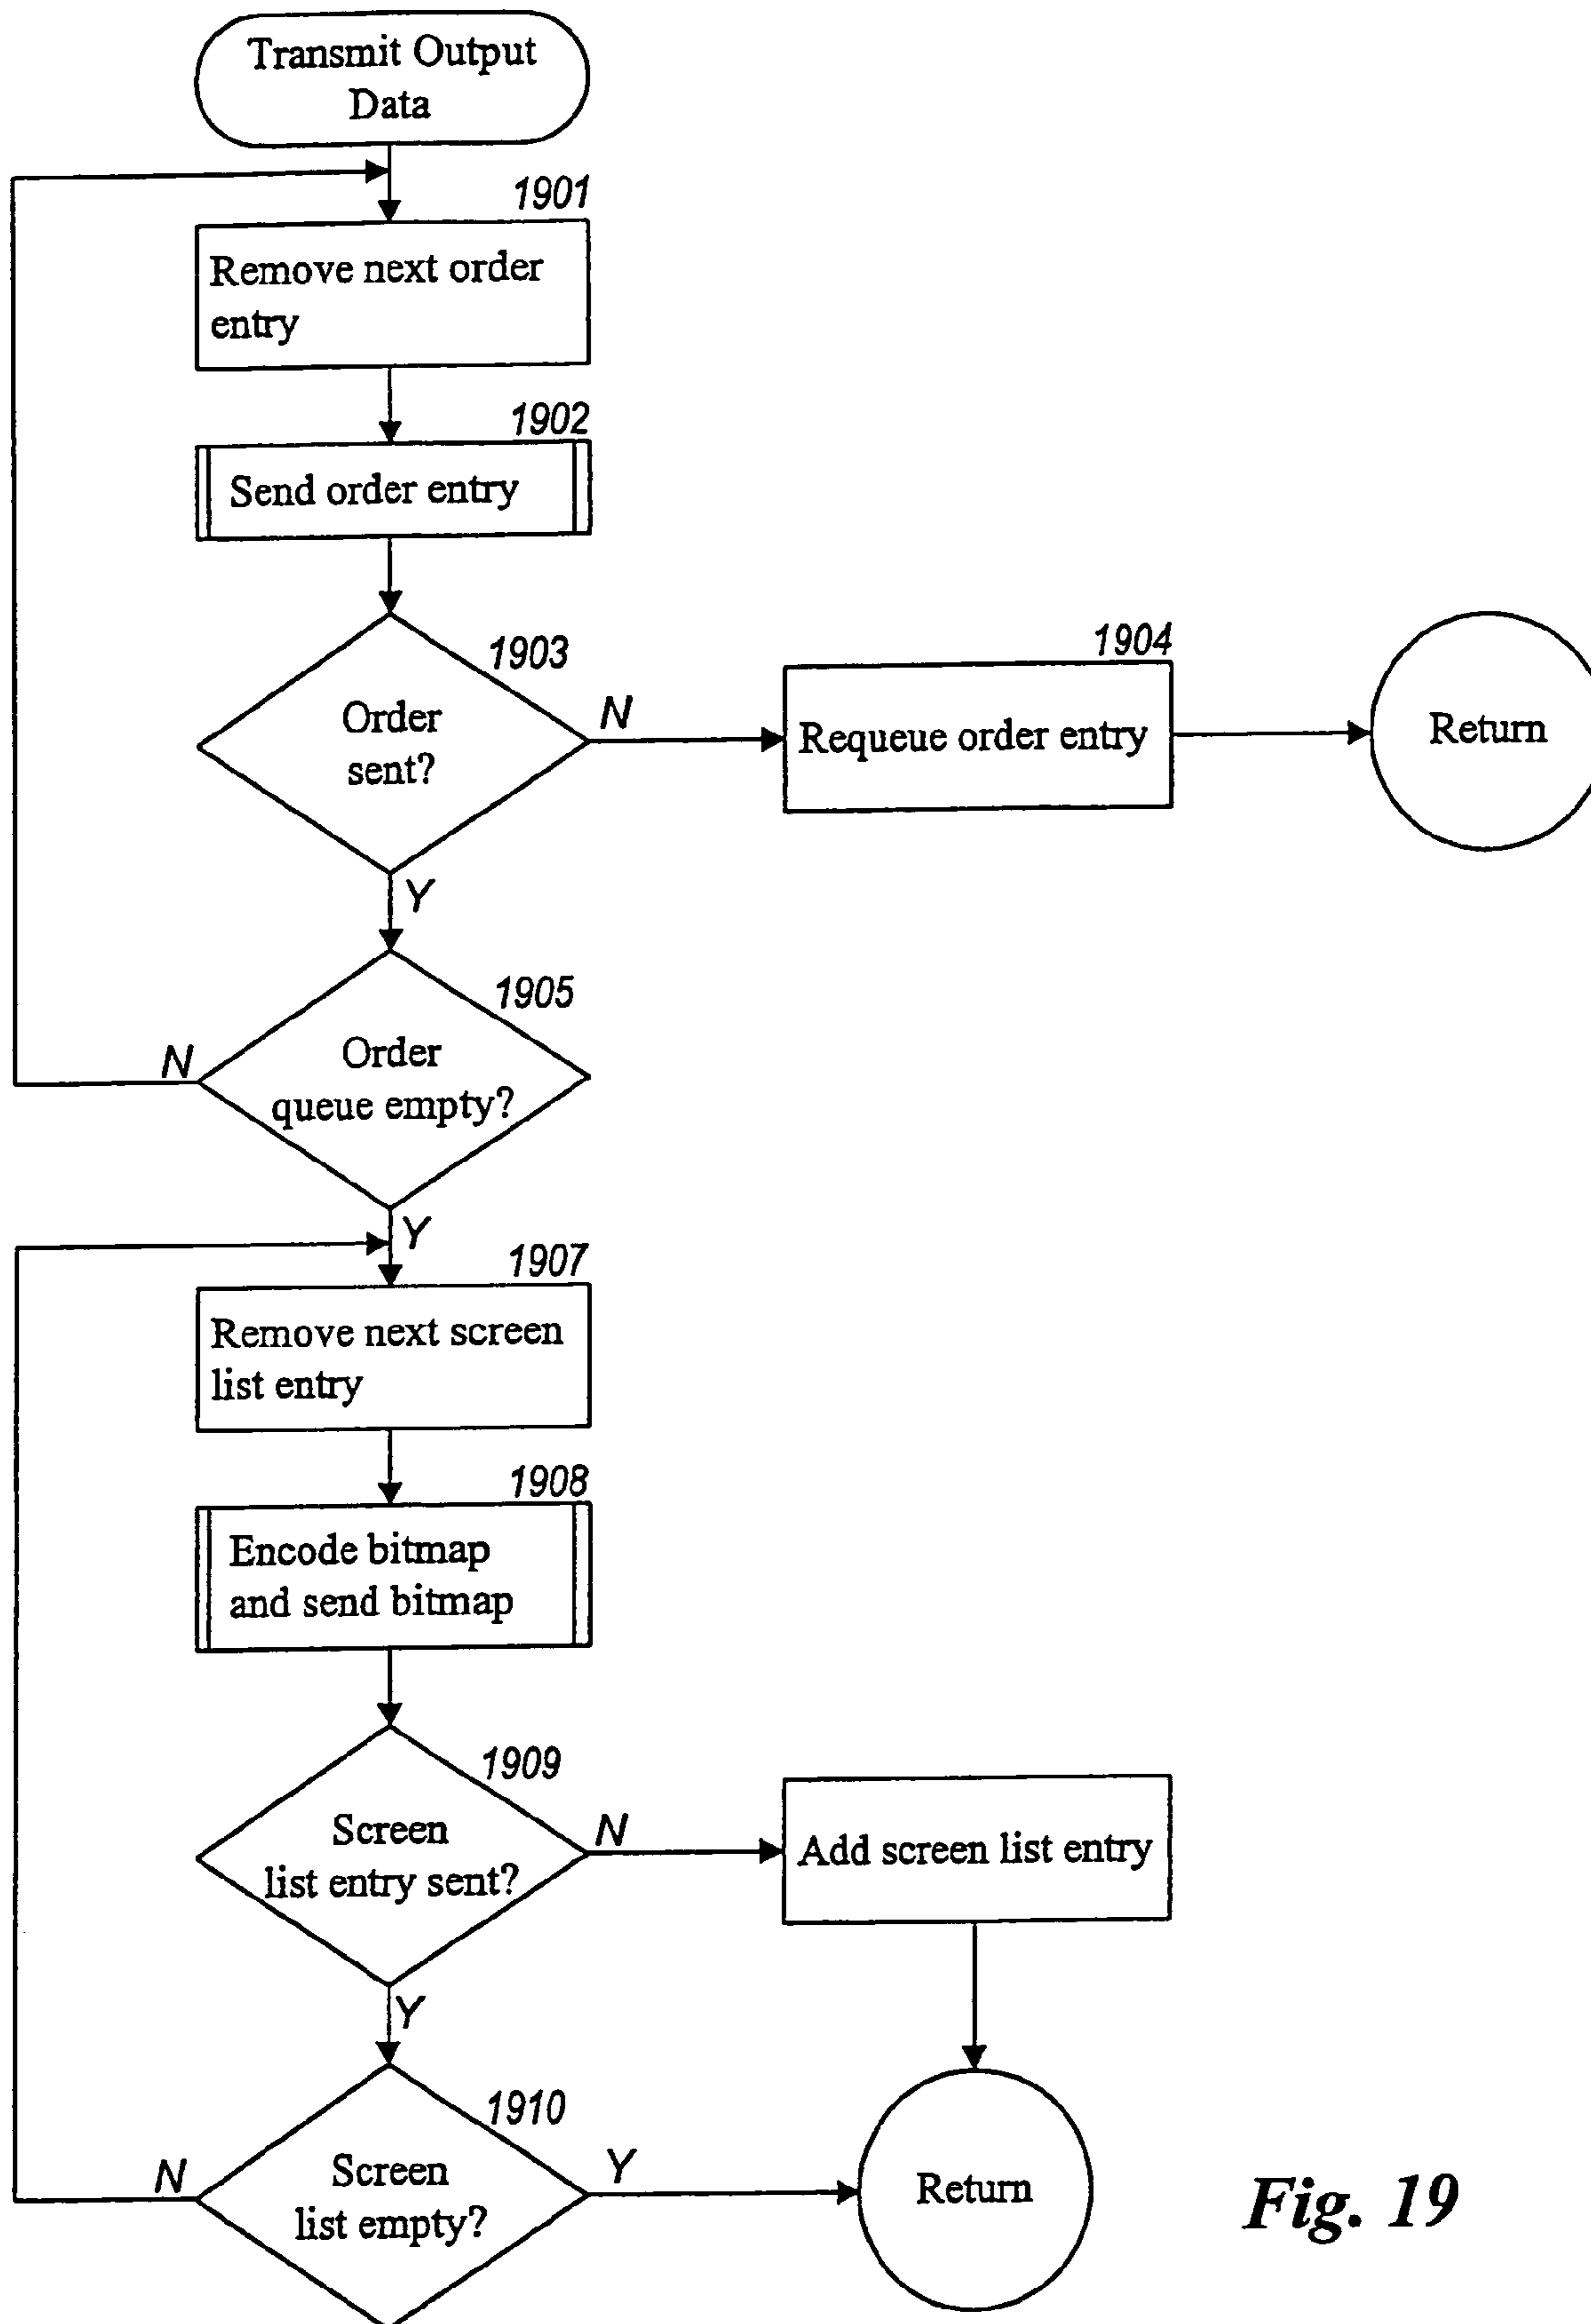 Transmit Output
Data
1901
Remove next order
entry
1902
Send order entry
1903
Order
sent?
N
1904
Requeue order entry
Return
Y
1905
Order
queue empty?
N
Y
1907
Remove next screen
list entry
1908
Encode bitmap
and send bitmap
1909
Screen
list entry sent?
N
Add screen list entry
Y
1910
Screen
list empty?
N
Y
Return
Fig. 19